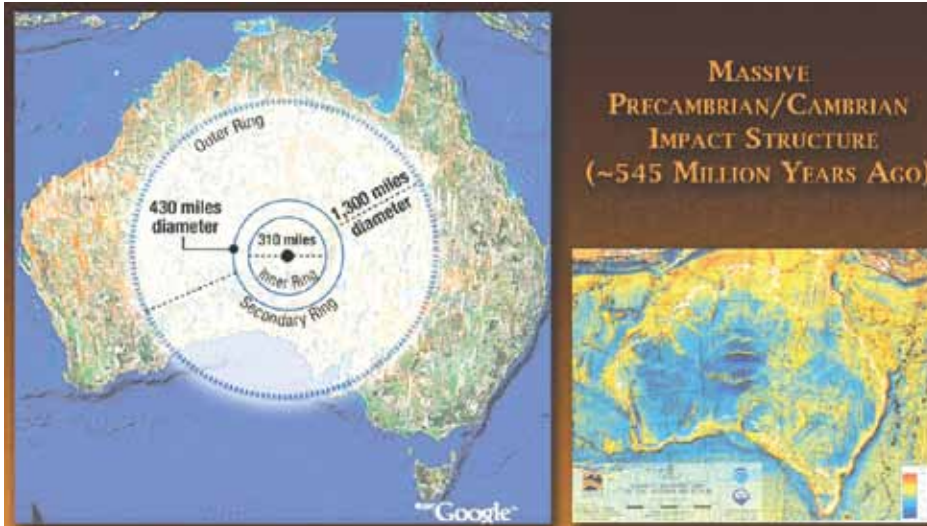 MASSIVE
PRECAMBRIAN/CAMBRIAN
IMPACT STRUCTURE
(~545 MILLION YEARS AGO)
Outer Ring
430 miles
diameter
1,300 miles
diameter
310 miles
Inner Ring
Secondary Ring
Google